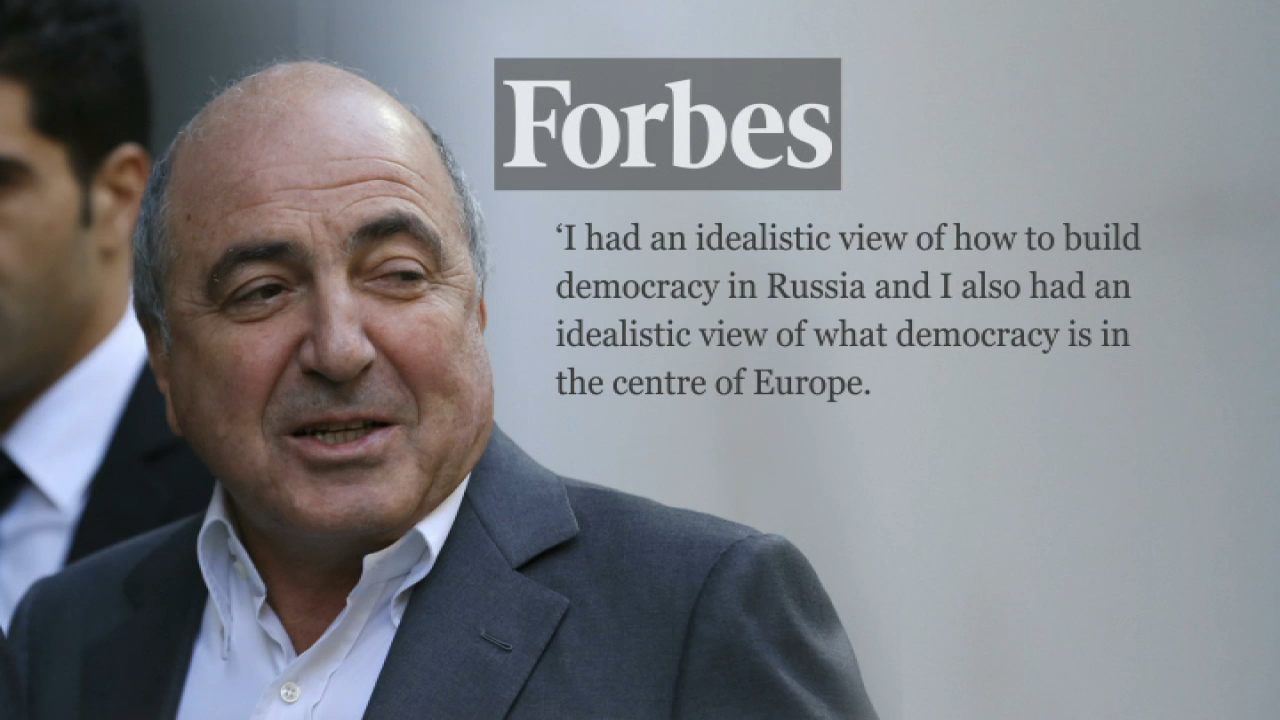 Forbes
‘I had an idealistic view of how to build
democracy in Russia and I also had an
idealistic view of what democracy is in
the centre of Europe.